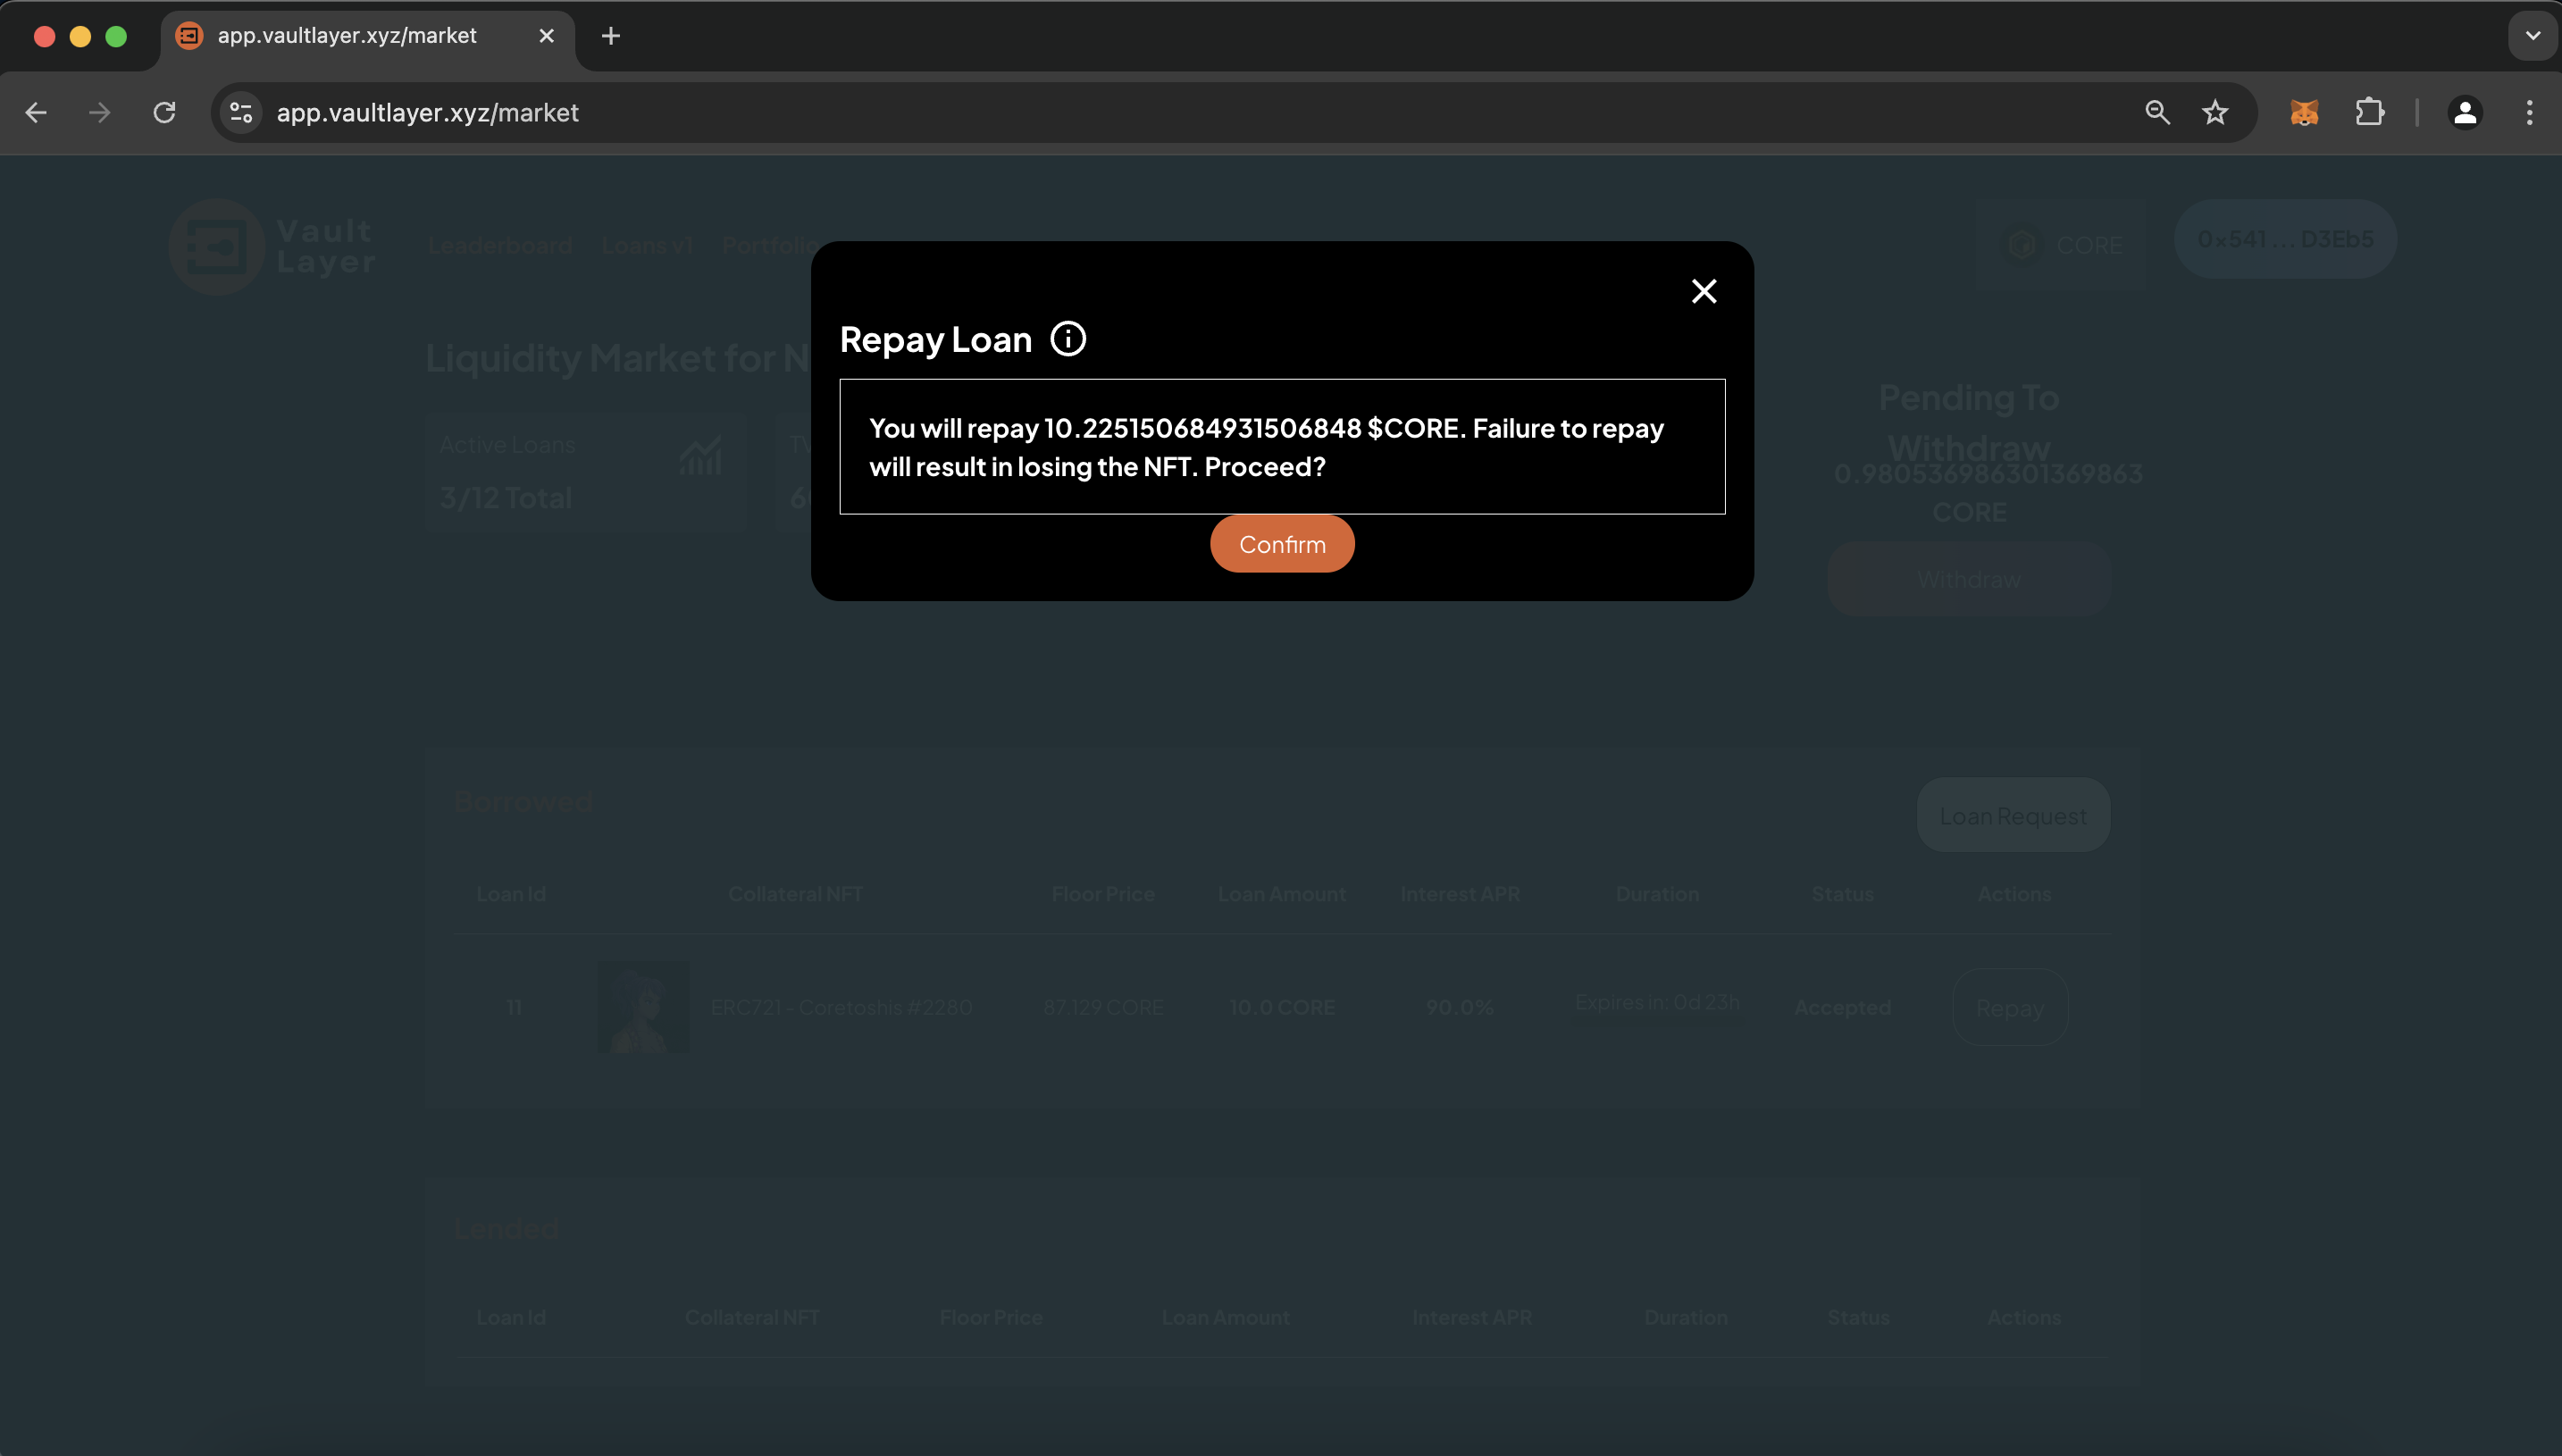 app.vaultlayer.xyz/market
app.vaultlayer.xyz/market
Vault
Layer
Leaderboard
Loans v1
Portfolio
CORE
0x541 ... D3Eb5
Repay Loan
You will repay 10.225150684931506848 $CORE. Failure to repay
will result in losing the NFT. Proceed?
Confirm
Liquidity Market for N
Active Loans
3/12 Total
Pending To
Withdraw
0.980536986301369863
CORE
Withdraw
Borrowed
Loan Request
Loan Id Collateral NFT Floor Price Loan Amount Interest APR Duration Status Actions
11 ERC721 - Coretoshis #2280 87.129 CORE 10.0 CORE 90.0% Expires in: 0d 23h Accepted Repay
Lended
Loan Id Collateral NFT Floor Price Loan Amount Interest APR Duration Status Actions